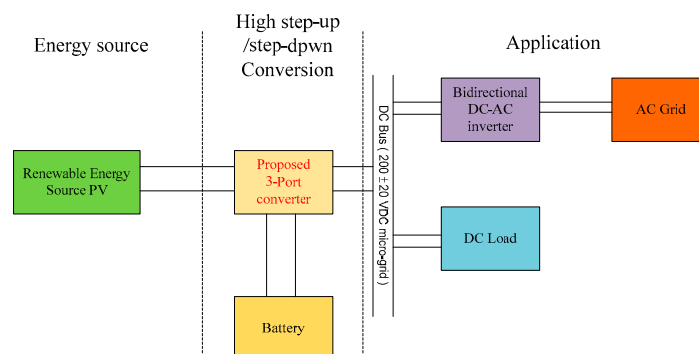 Energy source
High step-up
/step-dpwn
Conversion
Application
Renewable Energy
Source PV
Proposed
3-Port
converter
Battery
DC Bus ( 200 ± 20 VDC micro-grid )
Bidirectional
DC-AC
inverter
AC Grid
DC Load